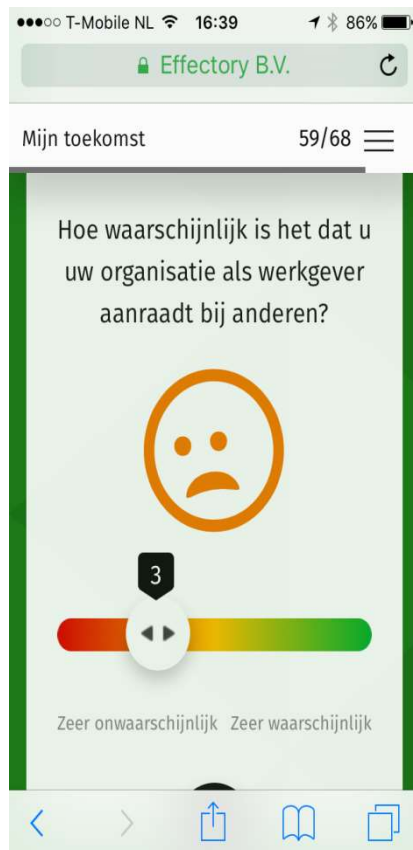 T-Mobile NL 16:39 86%
Effectory B.V.
Mijn toekomst 59/68
Hoe waarschijnlijk is het dat u
uw organisatie als werkgever
aanraadt bij anderen?
3
Zeer onwaarschijnlijk Zeer waarschijnlijk